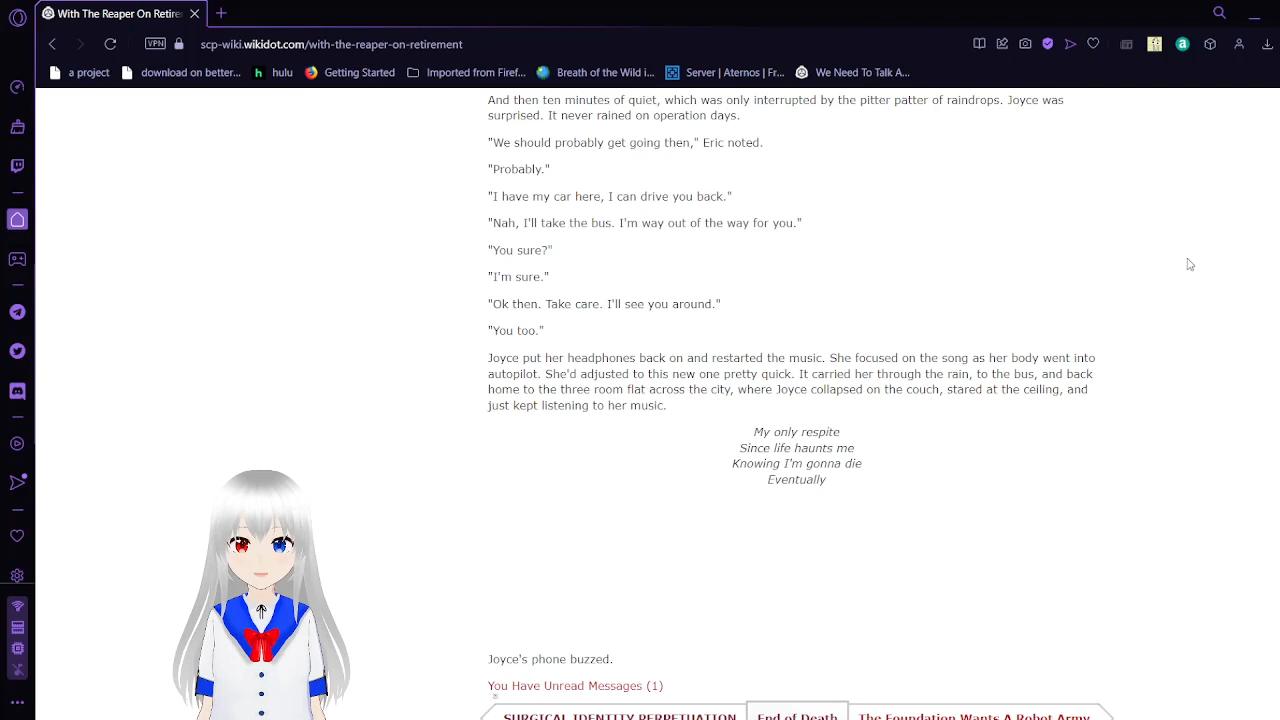 With The Reaper On Retire
scp-wiki.wikidot.com/with-the-reaper-on-retirement
VPN
a project
download on better...
hulu
Getting Started
Imported from Firef...
Breath of the Wild i...
Server | Aternos | Fr...
We Need To Talk A...
And then ten minutes of quiet, which was only interrupted by the pitter patter of raindrops. Joyce was
surprised. It never rained on operation days.
"We should probably get going then," Eric noted.
"Probably."
"I have my car here, I can drive you back."
"Nah, I'll take the bus. I'm way out of the way for you."
"You sure?"
"I'm sure."
"Ok then. Take care. I'll see you around."
"You too."
Joyce put her headphones back on and restarted the music. She focused on the song as her body went into
autopilot. She'd adjusted to this new one pretty quick. It carried her through the rain, to the bus, and back
home to the three room flat across the city, where Joyce collapsed on the couch, stared at the ceiling, and
just kept listening to her music.
My only respite
Since life haunts me
Knowing I'm gonna die
Eventually
Joyce's phone buzzed.
You Have Unread Messages (1)
SURGICAL IDENTITY PERPETUATION
End of Death
The Foundation Wants A Robot Army